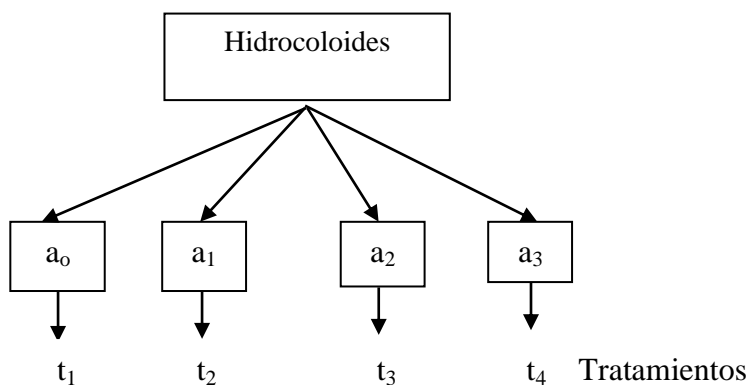 Hidrocoloides
aₒ a₁ a₂ a₃
t₁ t₂ t₃ t₄ Tratamientos